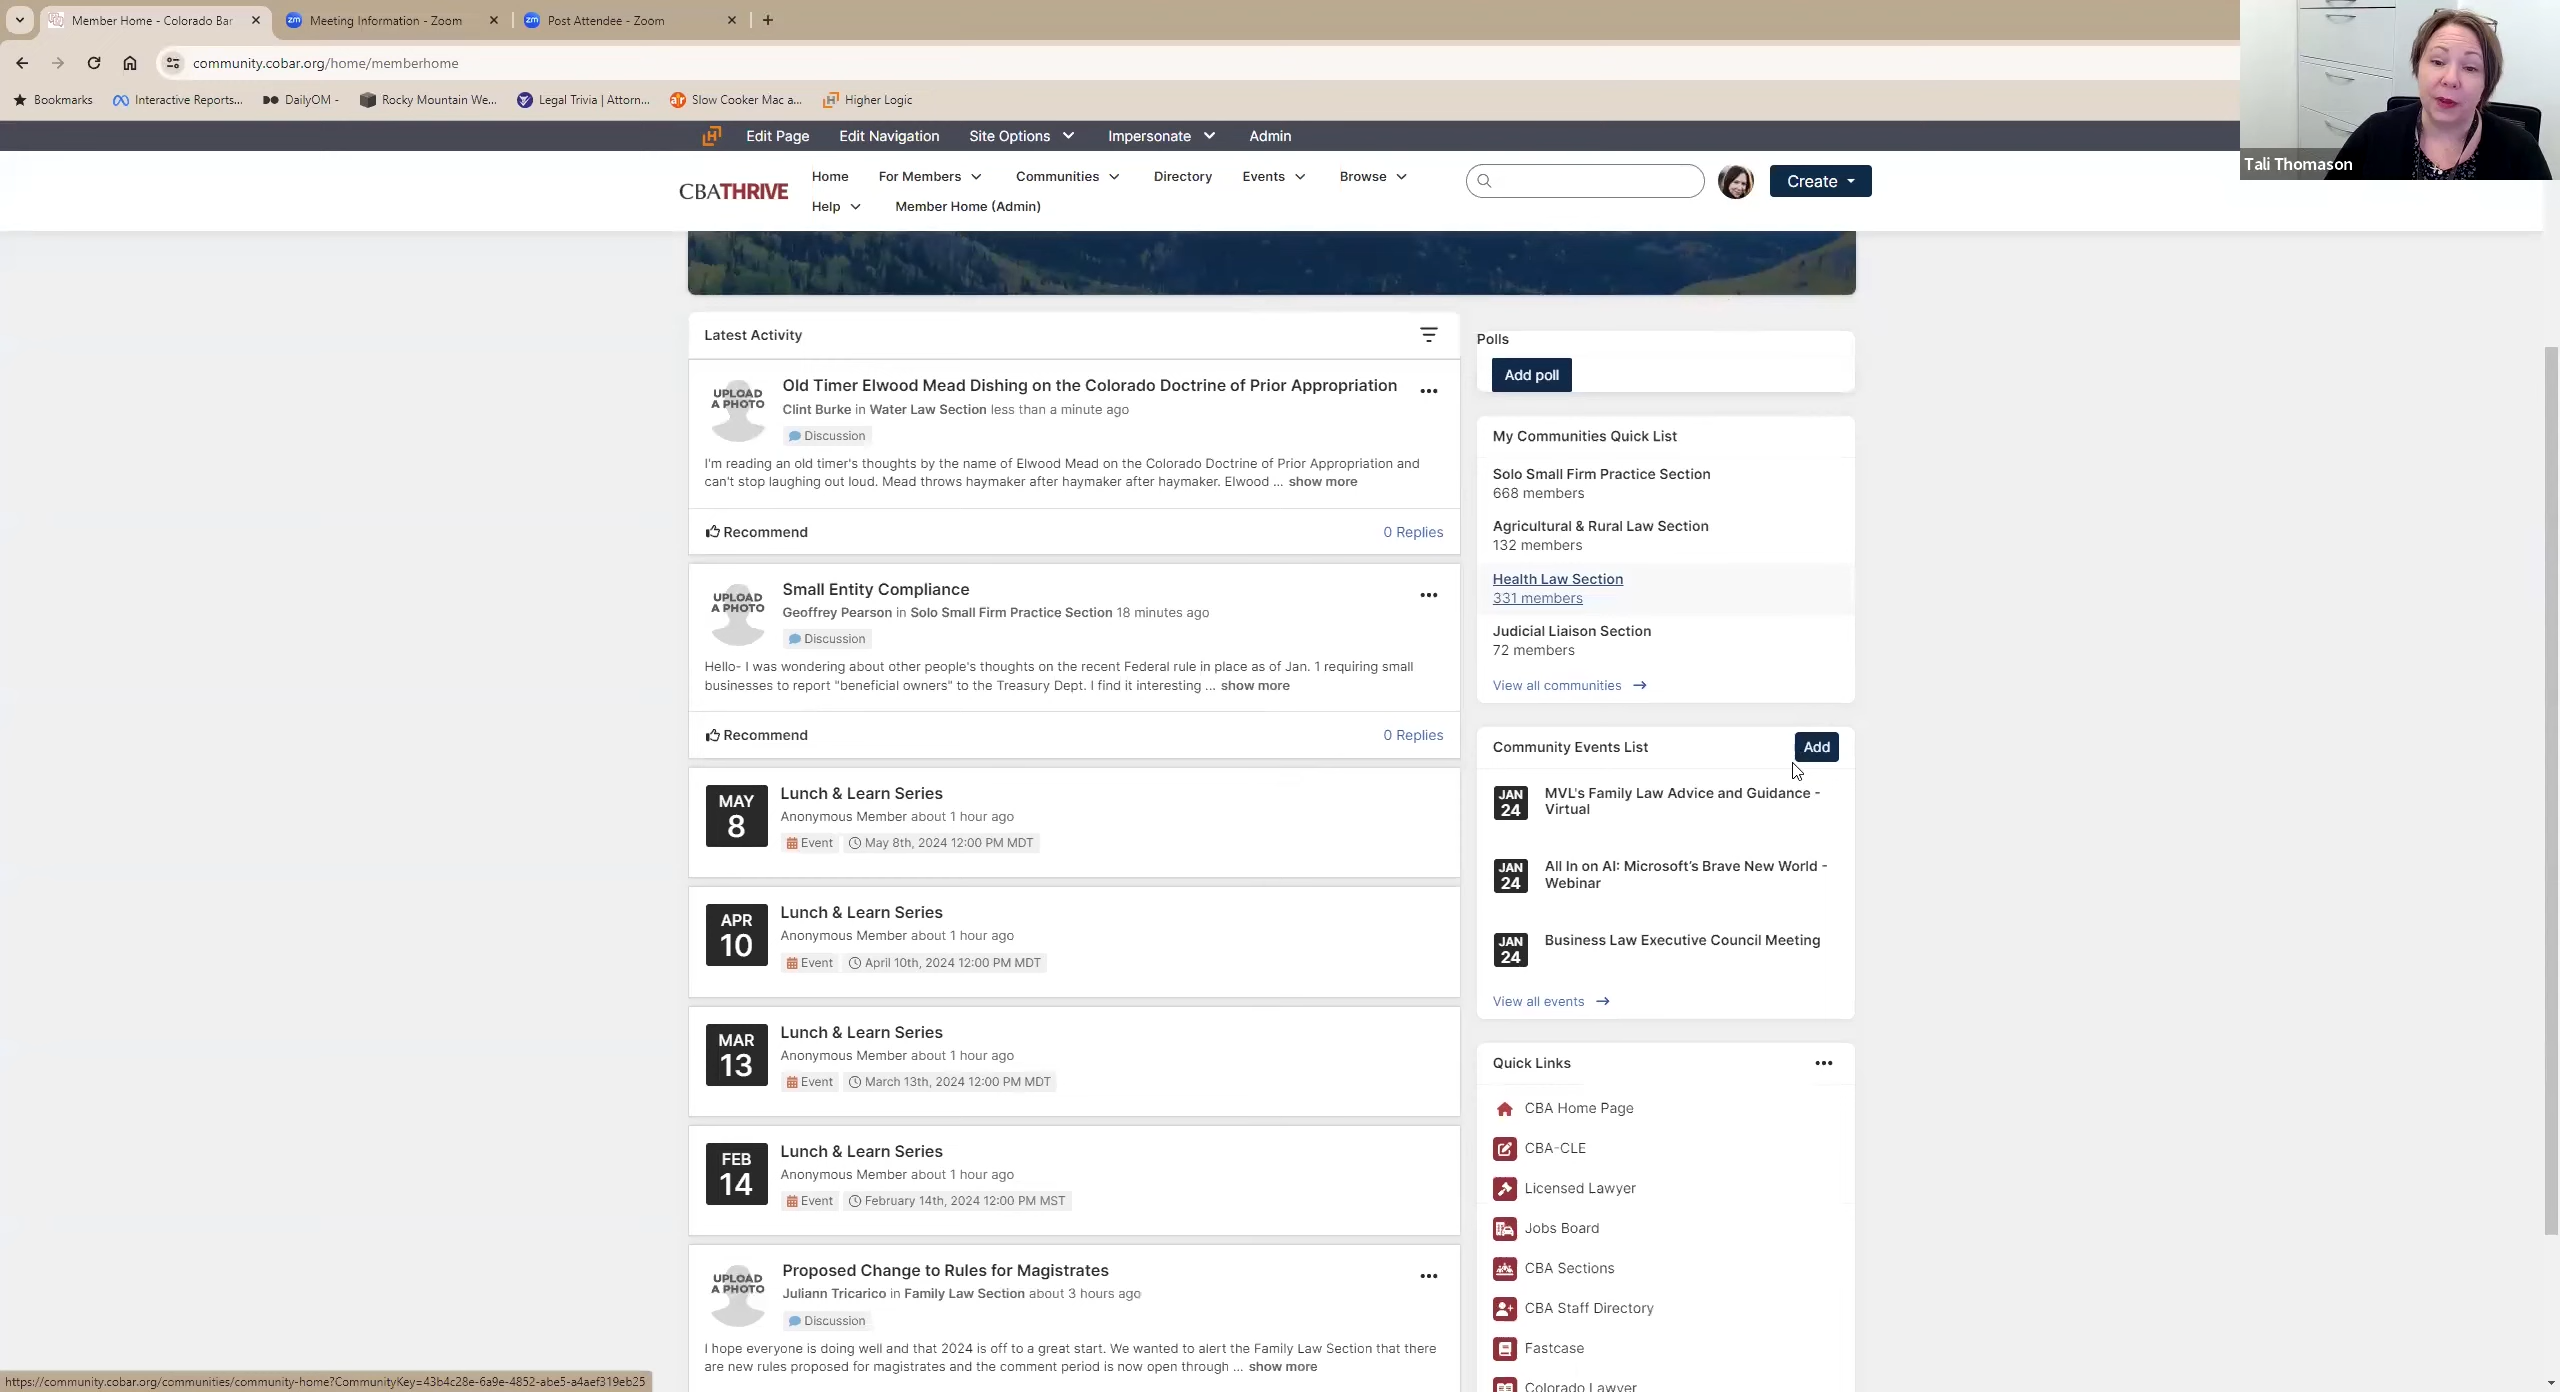 Member Home - Colorado Bar
Meeting Information - Zoom
Post Attendee - Zoom
community.cobar.org/home/memberhome
Bookmarks
Interactive Reports...
DailyOM -
Rocky Mountain We...
Legal Trivia | Attorn...
Slow Cooker Mac a...
Higher Logic
Edit Page
Edit Navigation
Site Options
Impersonate
Admin
Tali Thomason
CBATHRIVE
Home
For Members
Communities
Directory
Events
Browse
Help
Member Home (Admin)
Create
Latest Activity
Old Timer Elwood Mead Dishing on the Colorado Doctrine of Prior Appropriation
UPLOAD
A PHOTO
Clint Burke in Water Law Section less than a minute ago
Discussion
I'm reading an old timer's thoughts by the name of Elwood Mead on the Colorado Doctrine of Prior Appropriation and
can't stop laughing out loud. Mead throws haymaker after haymaker after haymaker. Elwood ... show more
Recommend
0 Replies
Small Entity Compliance
UPLOAD
A PHOTO
Geoffrey Pearson in Solo Small Firm Practice Section 18 minutes ago
Discussion
Hello- I was wondering about other people's thoughts on the recent Federal rule in place as of Jan. 1 requiring small
businesses to report "beneficial owners" to the Treasury Dept. I find it interesting ... show more
Recommend
0 Replies
MAY
8
Lunch & Learn Series
Anonymous Member about 1 hour ago
Event
May 8th, 2024 12:00 PM MDT
APR
10
Lunch & Learn Series
Anonymous Member about 1 hour ago
Event
April 10th, 2024 12:00 PM MDT
MAR
13
Lunch & Learn Series
Anonymous Member about 1 hour ago
Event
March 13th, 2024 12:00 PM MDT
FEB
14
Lunch & Learn Series
Anonymous Member about 1 hour ago
Event
February 14th, 2024 12:00 PM MST
UPLOAD
A PHOTO
Proposed Change to Rules for Magistrates
Juliann Tricarico in Family Law Section about 3 hours ago
Discussion
I hope everyone is doing well and that 2024 is off to a great start. We wanted to alert the Family Law Section that there
are new rules proposed for magistrates and the comment period is now open through ... show more
Polls
Add poll
My Communities Quick List
Solo Small Firm Practice Section
668 members
Agricultural & Rural Law Section
132 members
Health Law Section
331 members
Judicial Liaison Section
72 members
View all communities
Community Events List
Add
JAN
24
MVL's Family Law Advice and Guidance -
Virtual
JAN
24
All In on AI: Microsoft's Brave New World -
Webinar
JAN
24
Business Law Executive Council Meeting
View all events
Quick Links
CBA Home Page
CBA-CLE
Licensed Lawyer
Jobs Board
CBA Sections
CBA Staff Directory
Fastcase
Colorado Lawyer
https://community.cobar.org/communities/community-home?CommunityKey=43b4c28e-6a9e-4852-abe5-a4aef319eb25